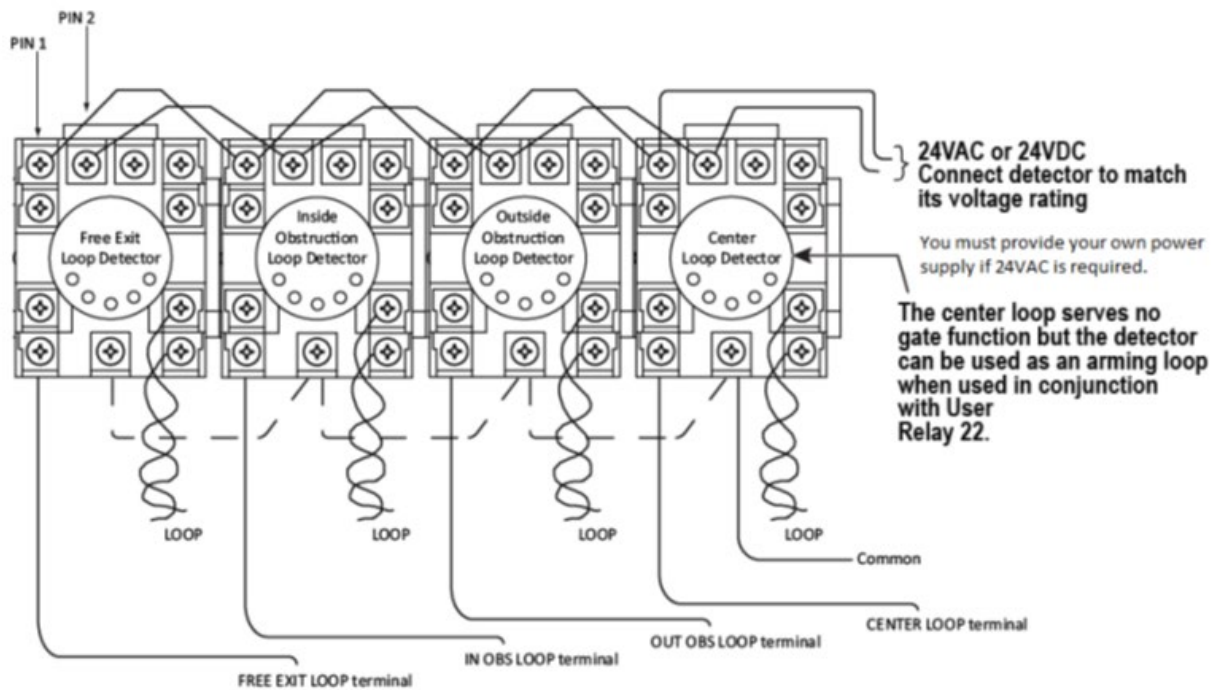 PIN 2
PIN 1
24VAC or 24VDC
Connect detector to match
its voltage rating
You must provide your own power
supply if 24VAC is required.
Free Exit
Loop Detector
Inside
Obstruction
Loop Detector
Outside
Obstruction
Loop Detector
Center
Loop Detector
The center loop serves no
gate function but the detector
can be used as an arming loop
when used in conjunction
with User
Relay 22.
LOOP
LOOP
LOOP
LOOP
Common
CENTER LOOP terminal
OUT OBS LOOP terminal
IN OBS LOOP terminal
FREE EXIT LOOP terminal